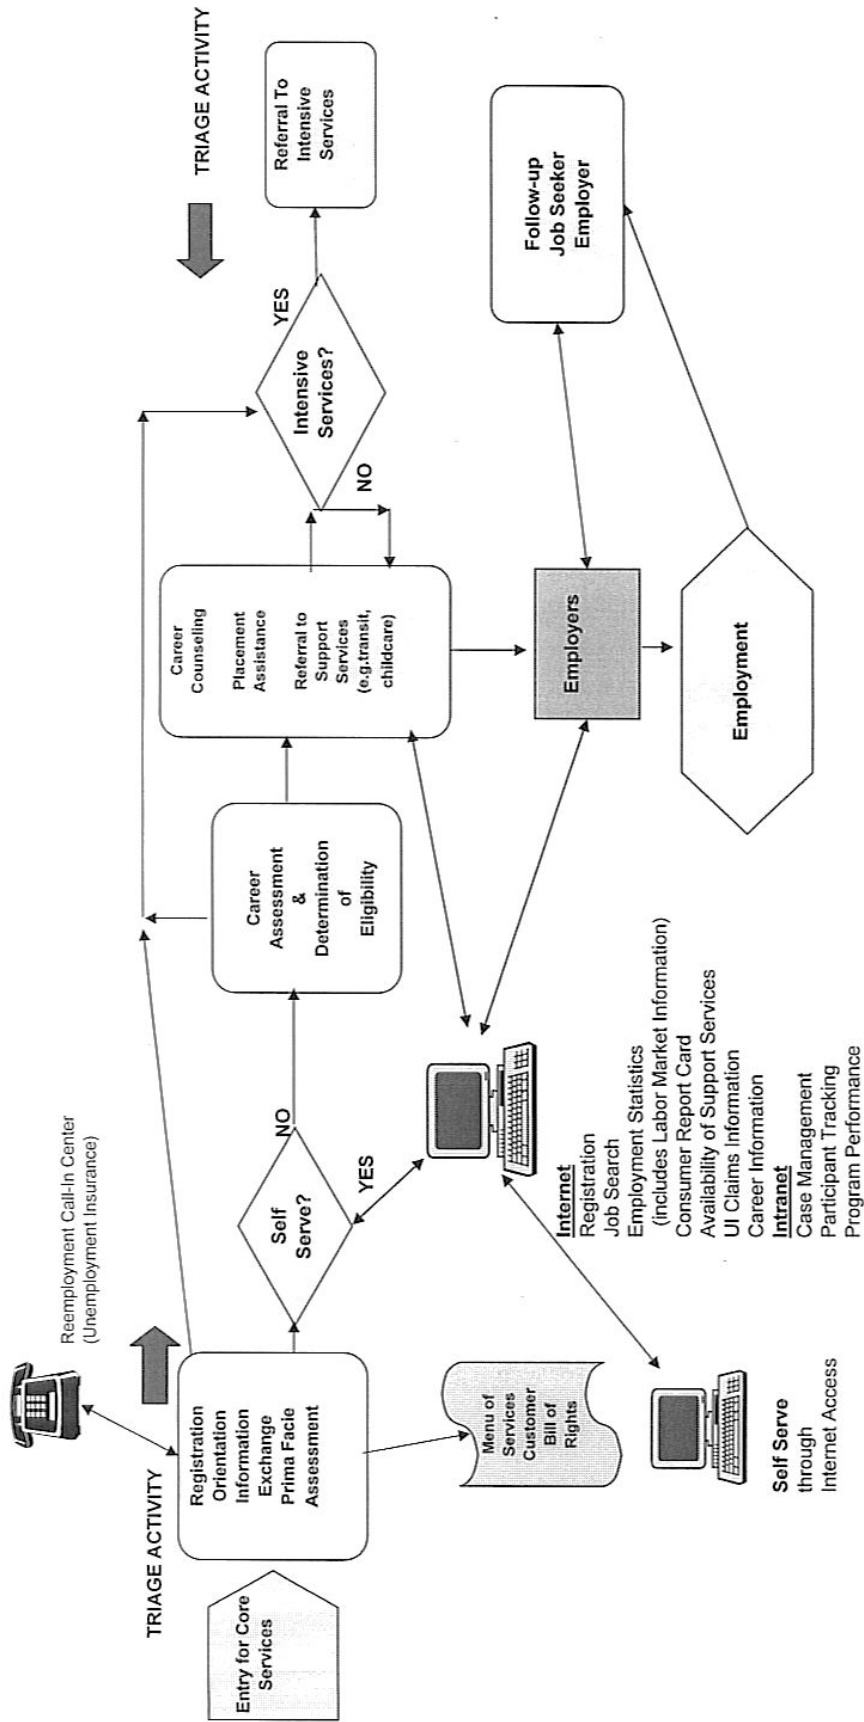 TRIAGE ACTIVITY
Reemployment Call-In Center
(Unemployment Insurance)
TRIAGE ACTIVITY
Entry for Core
Services
Registration
Orientation
Information
Exchange
Prima Facie
Assessment
Self
Serve?
NO
YES
Career
Assessment
&
Determination
of
Eligibility
Career
Counseling
Placement
Assistance
Referral to
Support
Services
(e.g.transit,
childcare)
Intensive
Services?
YES
NO
Referral To
Intensive
Services
Menu of
Services
Customer
Bill of
Rights
Self Serve
through
Internet Access
Internet
Registration
Job Search
Employment Statistics
(includes Labor Market Information)
Consumer Report Card
Availability of Support Services
UI Claims Information
Career Information
Intranet
Case Management
Participant Tracking
Program Performance
Employers
Employment
Follow-up
Job Seeker
Employer